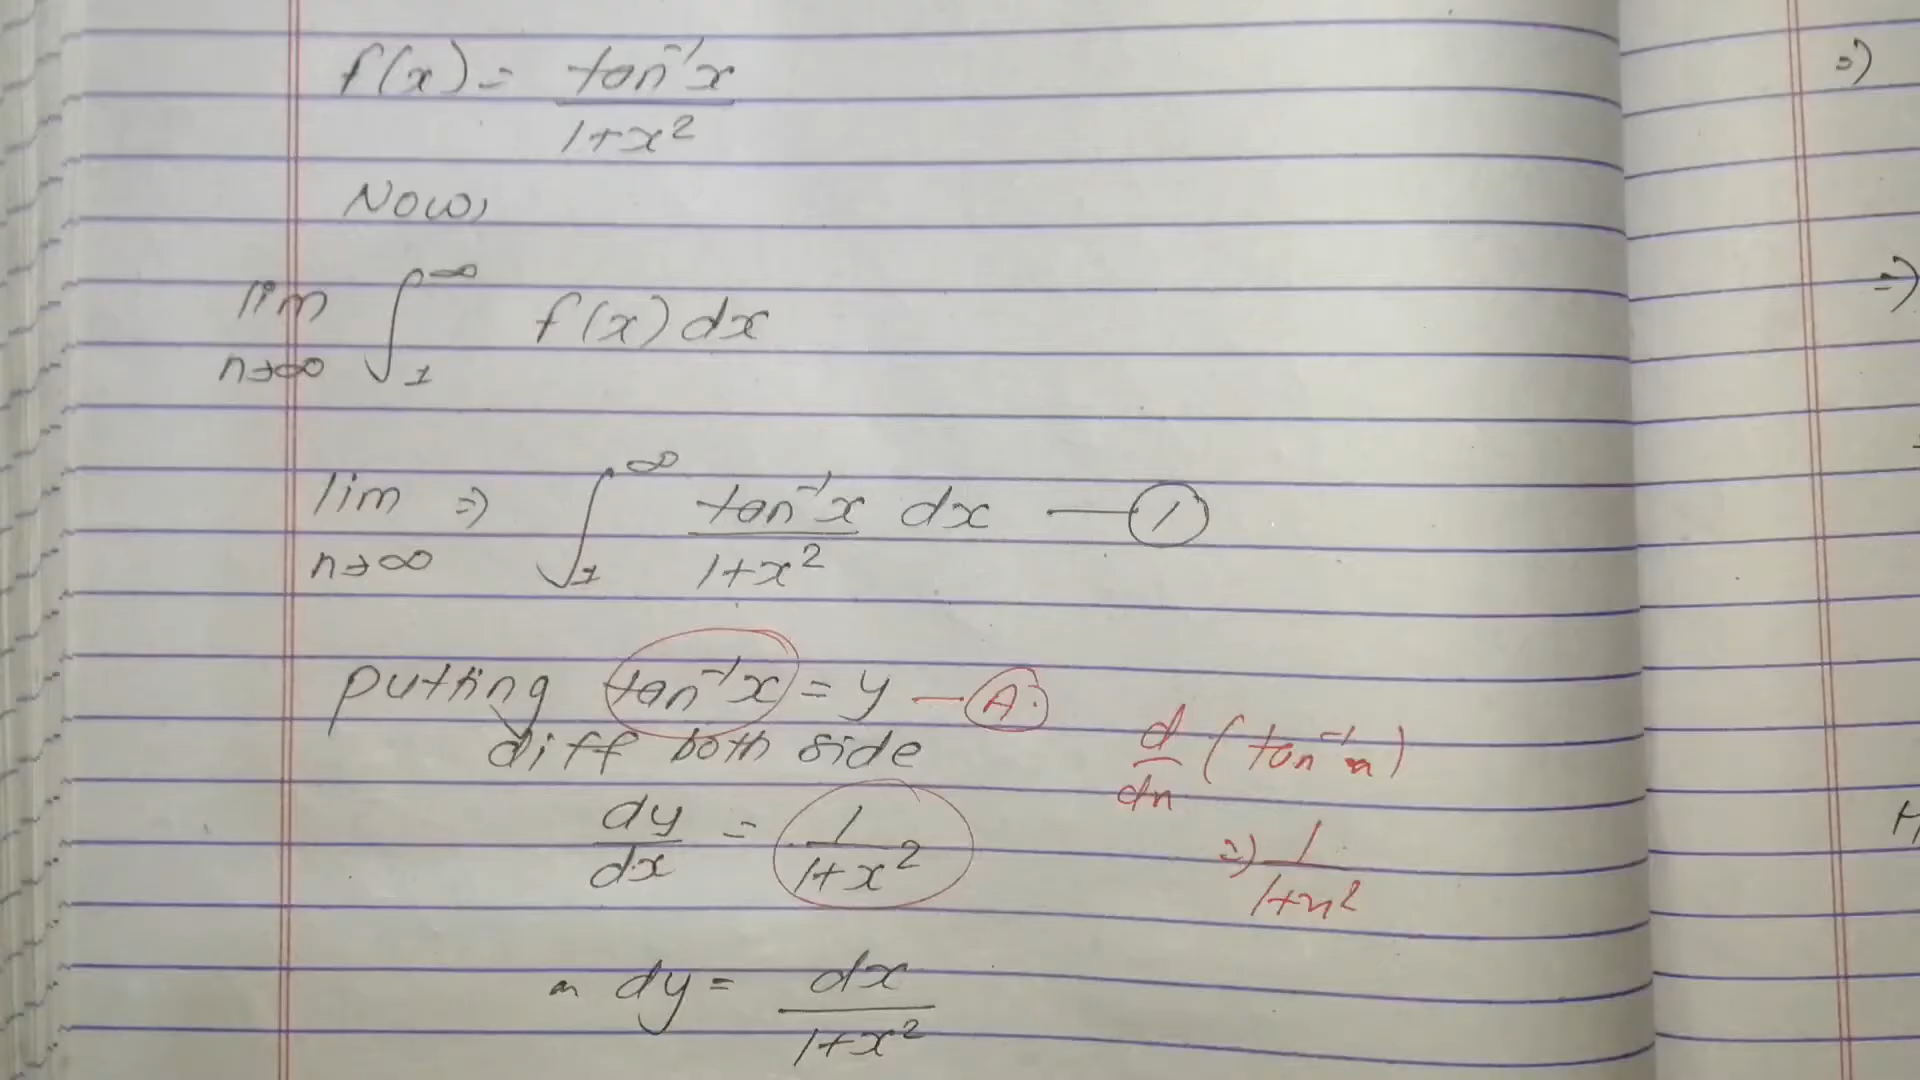 f(x) = tan⁻¹x
1+x²
Now,
lim ∫ ∞ f(x) dx
n→∞ 1
lim ⇒ ∫ ∞ tan⁻¹x dx — ①
n→∞ 1 1+x²
putting tan⁻¹x = y — Ⓐ
diff both side
d/dn (tan⁻¹n)
dy/dx = 1/1+x²
⇒ 1/1+n²
dy = dx/1+x²
⇒
⇒